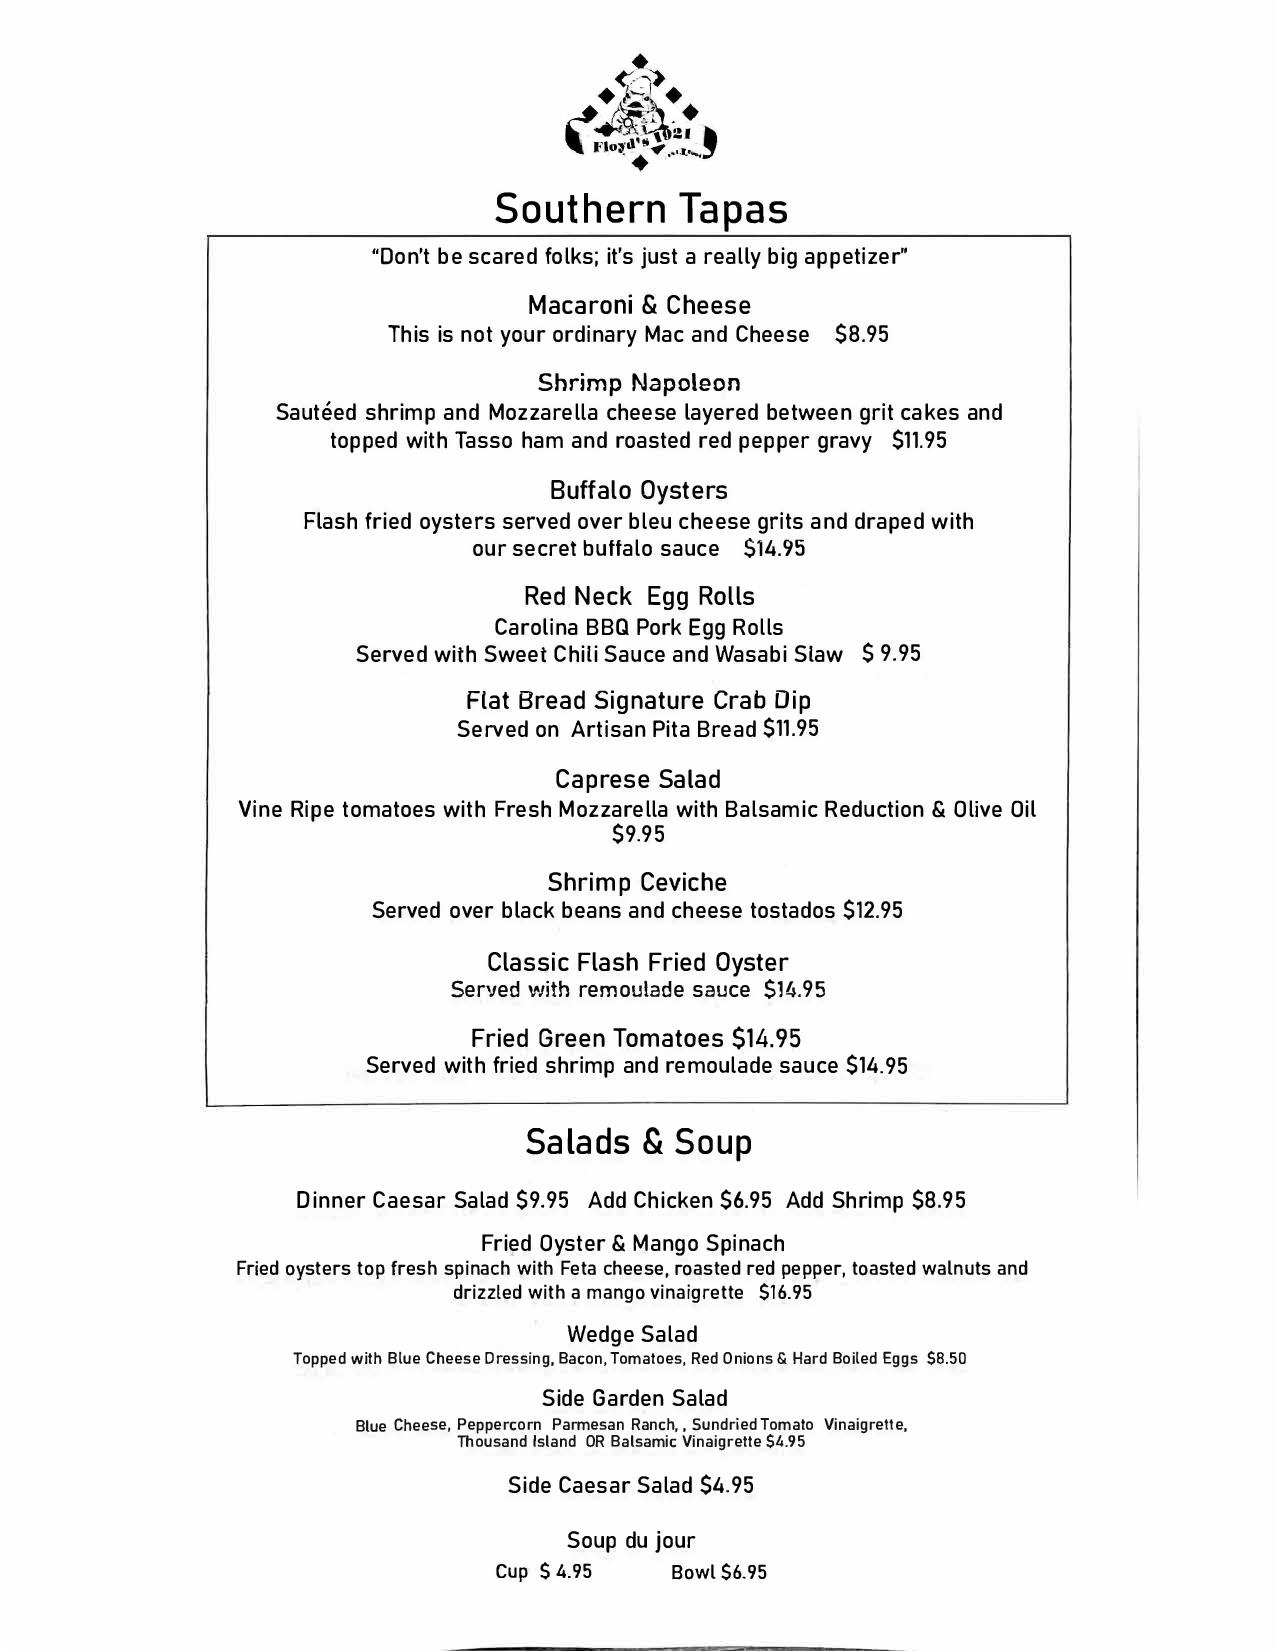 Floyd's 1921
Southern Tapas
“Don't be scared folks; it's just a really big appetizer”
Macaroni & Cheese
This is not your ordinary Mac and Cheese $8.95
Shrimp Napoleon
Sautéed shrimp and Mozzarella cheese layered between grit cakes and
topped with Tasso ham and roasted red pepper gravy $11.95
Buffalo Oysters
Flash fried oysters served over bleu cheese grits and draped with
our secret buffalo sauce $14.95
Red Neck Egg Rolls
Carolina BBQ Pork Egg Rolls
Served with Sweet Chili Sauce and Wasabi Slaw $ 9.95
Flat Bread Signature Crab Dip
Served on Artisan Pita Bread $11.95
Caprese Salad
Vine Ripe tomatoes with Fresh Mozzarella with Balsamic Reduction & Olive Oil
$9.95
Shrimp Ceviche
Served over black beans and cheese tostados $12.95
Classic Flash Fried Oyster
Served with remoulade sauce $14.95
Fried Green Tomatoes $14.95
Served with fried shrimp and remoulade sauce $14.95
Salads & Soup
Dinner Caesar Salad $9.95 Add Chicken $6.95 Add Shrimp $8.95
Fried Oyster & Mango Spinach
Fried oysters top fresh spinach with Feta cheese, roasted red pepper, toasted walnuts and
drizzled with a mango vinaigrette $16.95
Wedge Salad
Topped with Blue Cheese Dressing, Bacon, Tomatoes, Red Onions & Hard Boiled Eggs $8.50
Side Garden Salad
Blue Cheese, Peppercorn Parmesan Ranch, , Sundried Tomato Vinaigrette,
Thousand Island OR Balsamic Vinaigrette $4.95
Side Caesar Salad $4.95
Soup du jour
Cup $ 4.95 Bowl $6.95